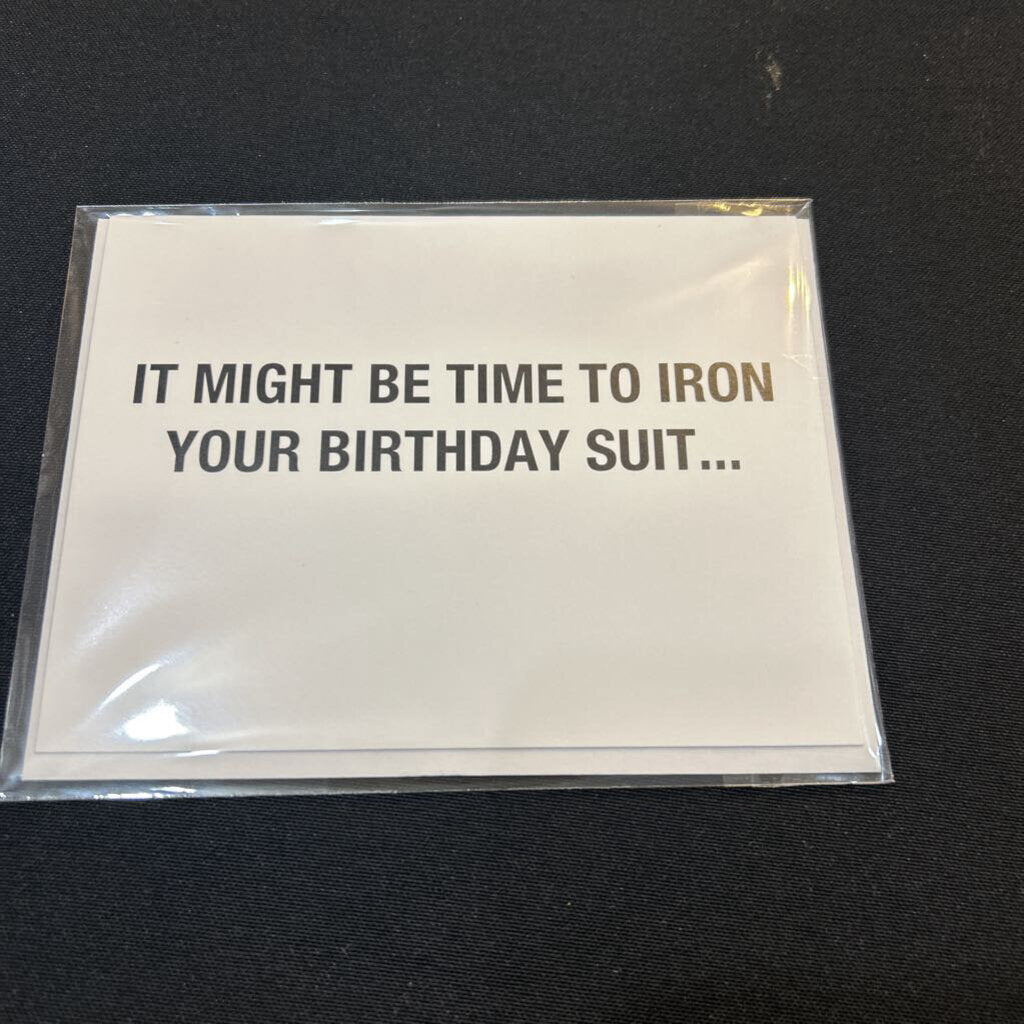 IT MIGHT BE TIME TO IRON
YOUR BIRTHDAY SUIT...